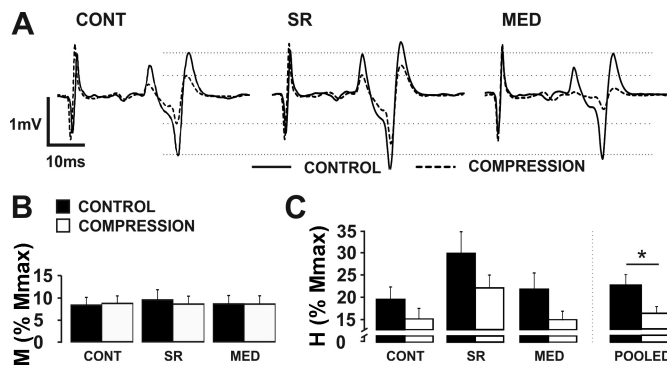 A
CONT
SR
MED
1mV
10ms
CONTROL
COMPRESSION
B
CONTROL
COMPRESSION
M (% Mmax)
15
10
5
0
CONT
SR
MED
C
H (% Mmax)
35
30
25
20
15
0
*
CONT
SR
MED
POOLED